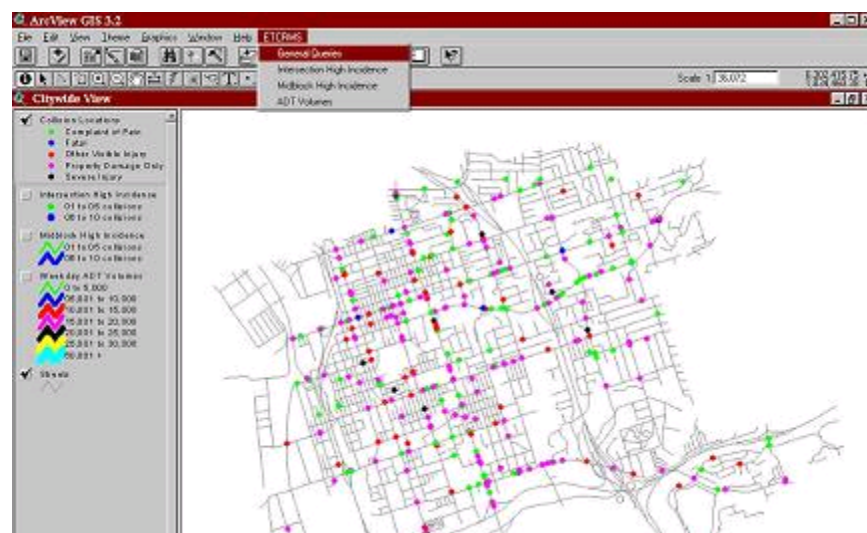 ArcView GIS 3.2
File Edit View Theme Graphics Window Help ETCRMS
General Queries
Intersection High Incidence
Midblock High Incidence
ADT Volumes
Scale 1: 36,072
Citywide View
Collision Locations
Complaint of Pain
Fatal
Other Visible Injury
Property Damage Only
Severe Injury
Intersection High Incidence
01 to 05 collisions
06 to 10 collisions
Midblock High Incidence
01 to 05 collisions
06 to 10 collisions
Weekday ADT Volumes
0 to 5,000
05,001 to 10,000
10,001 to 15,000
15,001 to 20,000
20,001 to 25,000
25,001 to 30,000
30,001 +
Streets